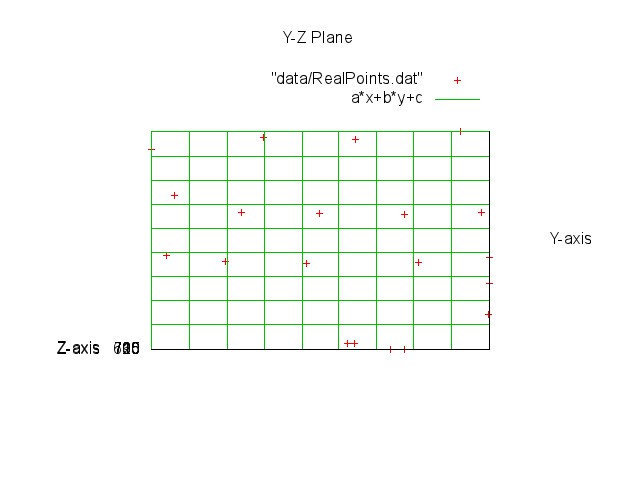 Y-Z Plane
"data/RealPoints.dat"
a*x+b*y+c
Y-axis
Z-axis